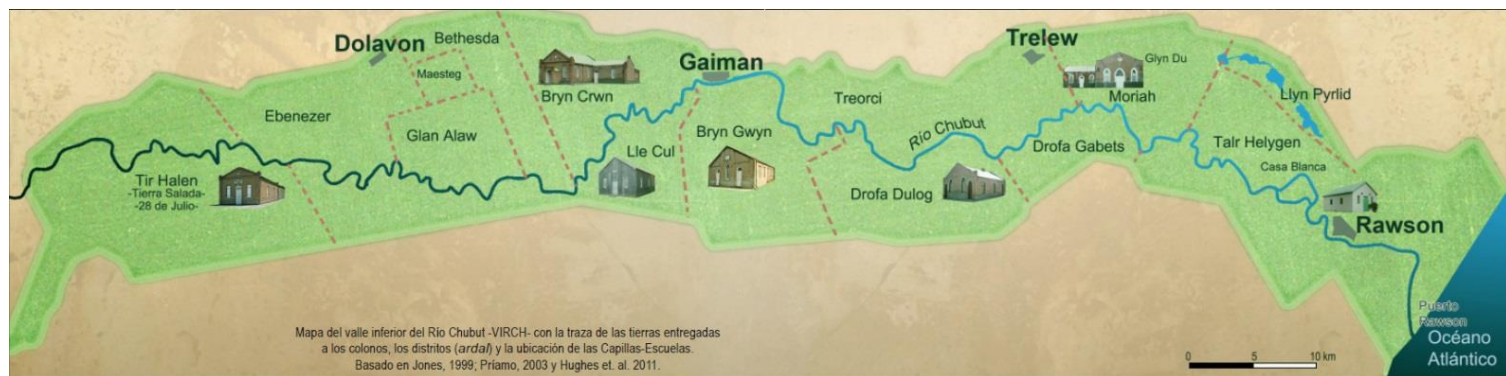 Dolavon
Bethesda
Maesteg
Ebenezer
Glan Alaw
Tir Halen
-Tierra Salada-
-28 de Julio-
Bryn Crwn
Gaiman
Lle Cul
Bryn Gwyn
Treorci
Río Chubut
Drofa Dulog
Trelew
Glyn Du
Moriah
Drofa Gabets
Llyn Pyrlid
Talr Helygen
Casa Blanca
Rawson
Puerto
Rawson
Océano
Atlántico
Mapa del valle inferior del Río Chubut -VIRCH- con la traza de las tierras entregadas
a los colonos, los distritos (ardal) y la ubicación de las Capillas-Escuelas.
Basado en Jones, 1999; Príamo, 2003 y Hughes et. al. 2011.
0 5 10 km